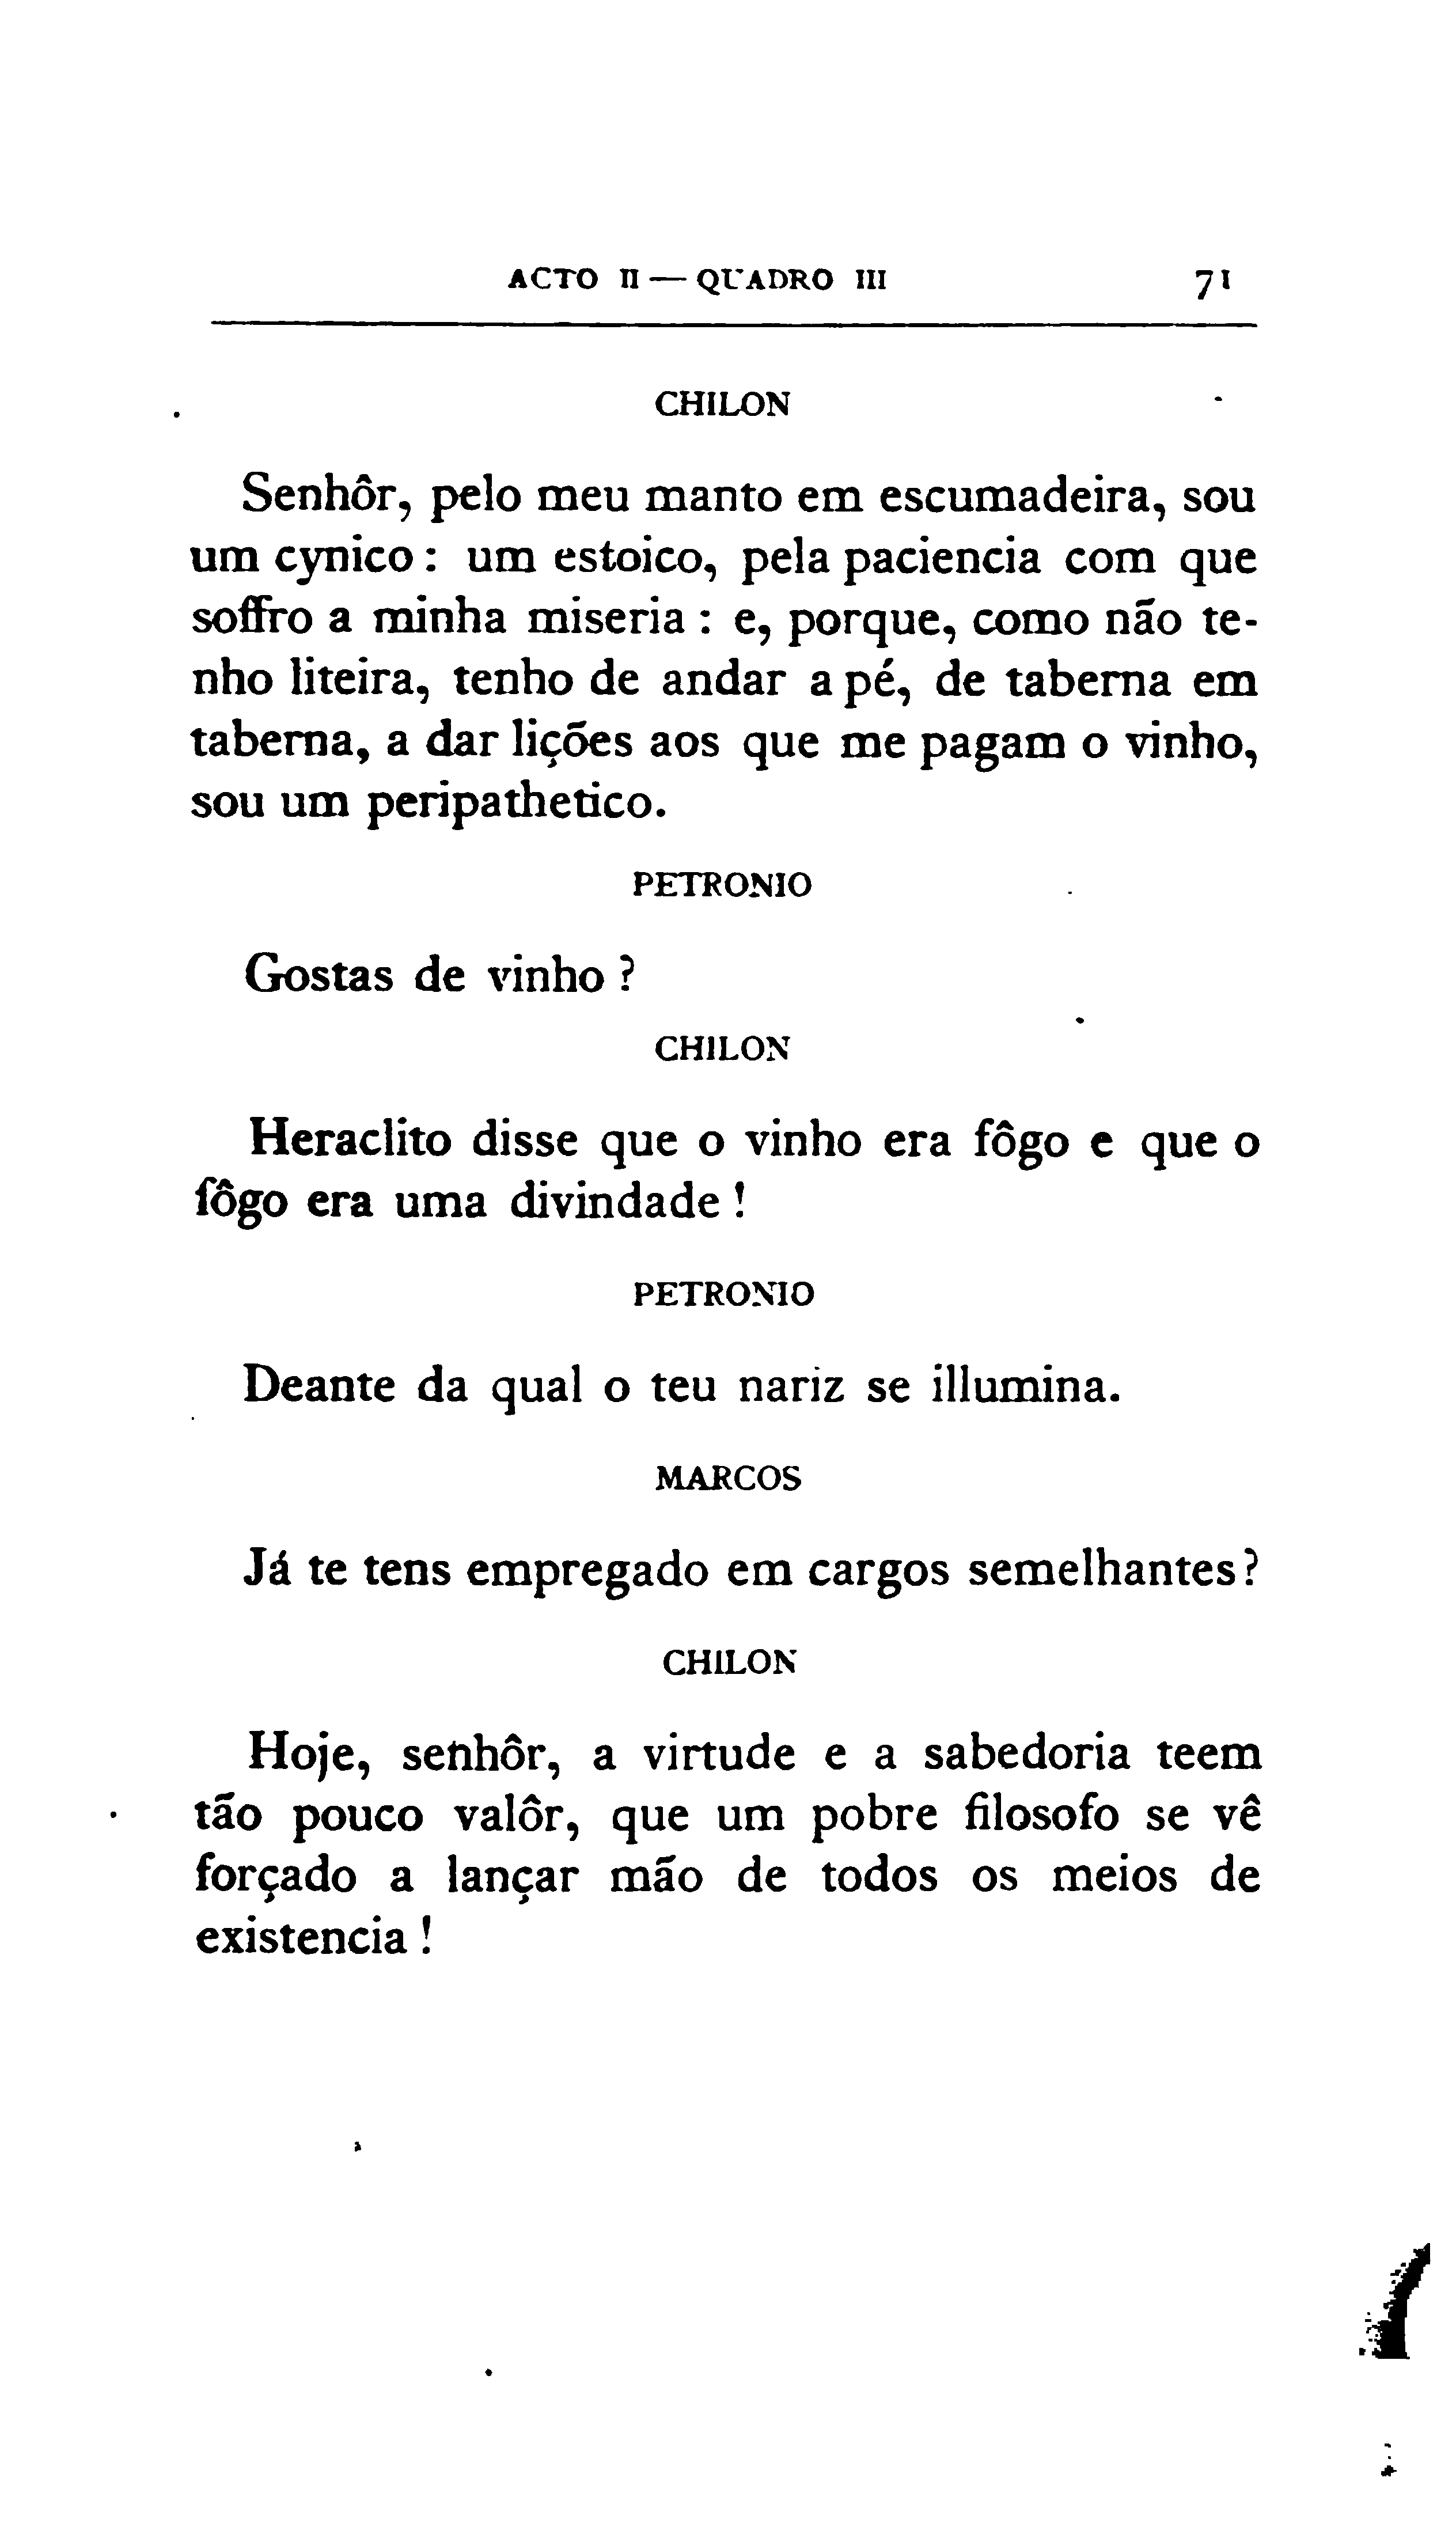 ACTO II — QUADRO III 71
CHILON
Senhôr, pelo meu manto em escumadeira, sou
um cynico : um estoico, pela paciencia com que
soffro a minha miseria : e, porque, como não te-
nho liteira, tenho de andar a pé, de taberna em
taberna, a dar lições aos que me pagam o vinho,
sou um peripathetico.
PETRONIO
Gostas de vinho ?
CHILON
Heraclito disse que o vinho era fôgo e que o
fôgo era uma divindade !
PETRONIO
Deante da qual o teu nariz se illumina.
MARCOS
Já te tens empregado em cargos semelhantes?
CHILON
Hoje, senhôr, a virtude e a sabedoria teem
tão pouco valôr, que um pobre filosofo se vê
forçado a lançar mão de todos os meios de
existencia !